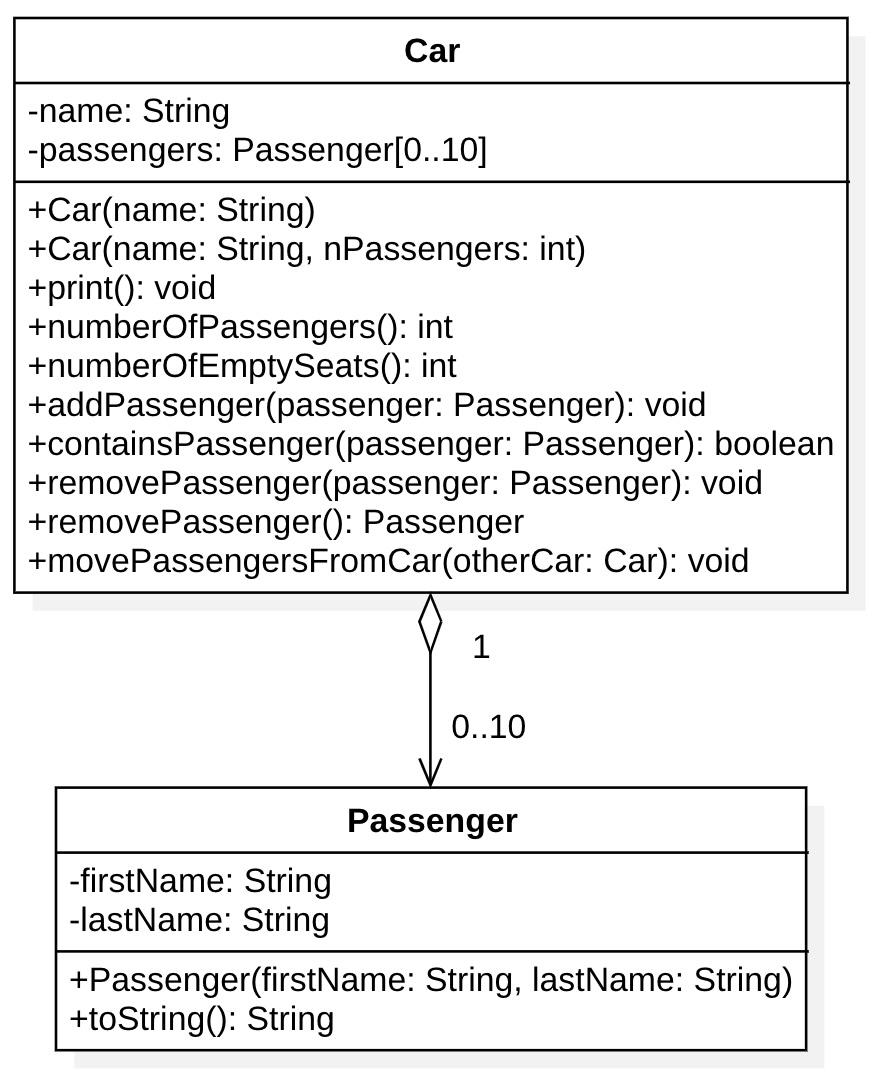 Car
-name: String
-passengers: Passenger[0..10]
+Car(name: String)
+Car(name: String, nPassengers: int)
+print(): void
+numberOfPassengers(): int
+numberOfEmptySeats(): int
+addPassenger(passenger: Passenger): void
+containsPassenger(passenger: Passenger): boolean
+removePassenger(passenger: Passenger): void
+removePassenger(): Passenger
+movePassengersFromCar(otherCar: Car): void
1
0..10
Passenger
-firstName: String
-lastName: String
+Passenger(firstName: String, lastName: String)
+toString(): String